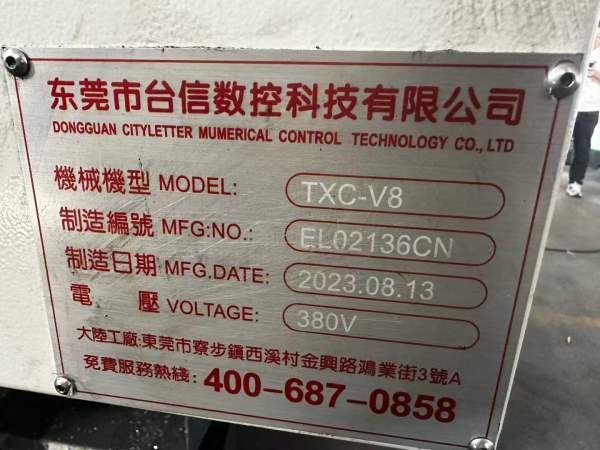 东莞市台信数控科技有限公司
DONGGUAN CITYLETTER MUMERICAL CONTROL TECHNOLOGY CO., LTD
機械機型 MODEL: TXC-V8
制造編號 MFG:NO.: EL02136CN
制造日期 MFG.DATE: 2023.08.13
電 壓 VOLTAGE: 380V
大陸工廠:東莞市寮步鎮西溪村金興路鴻業街3號A
免費服務熱綫: 400-687-0858